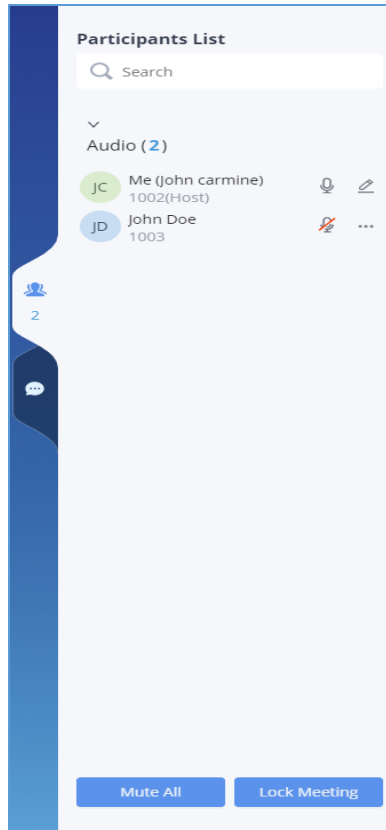 Participants List
Search
Audio (2)
JC
Me (John carmine)
1002(Host)
JD
John Doe
1003
2
Mute All
Lock Meeting